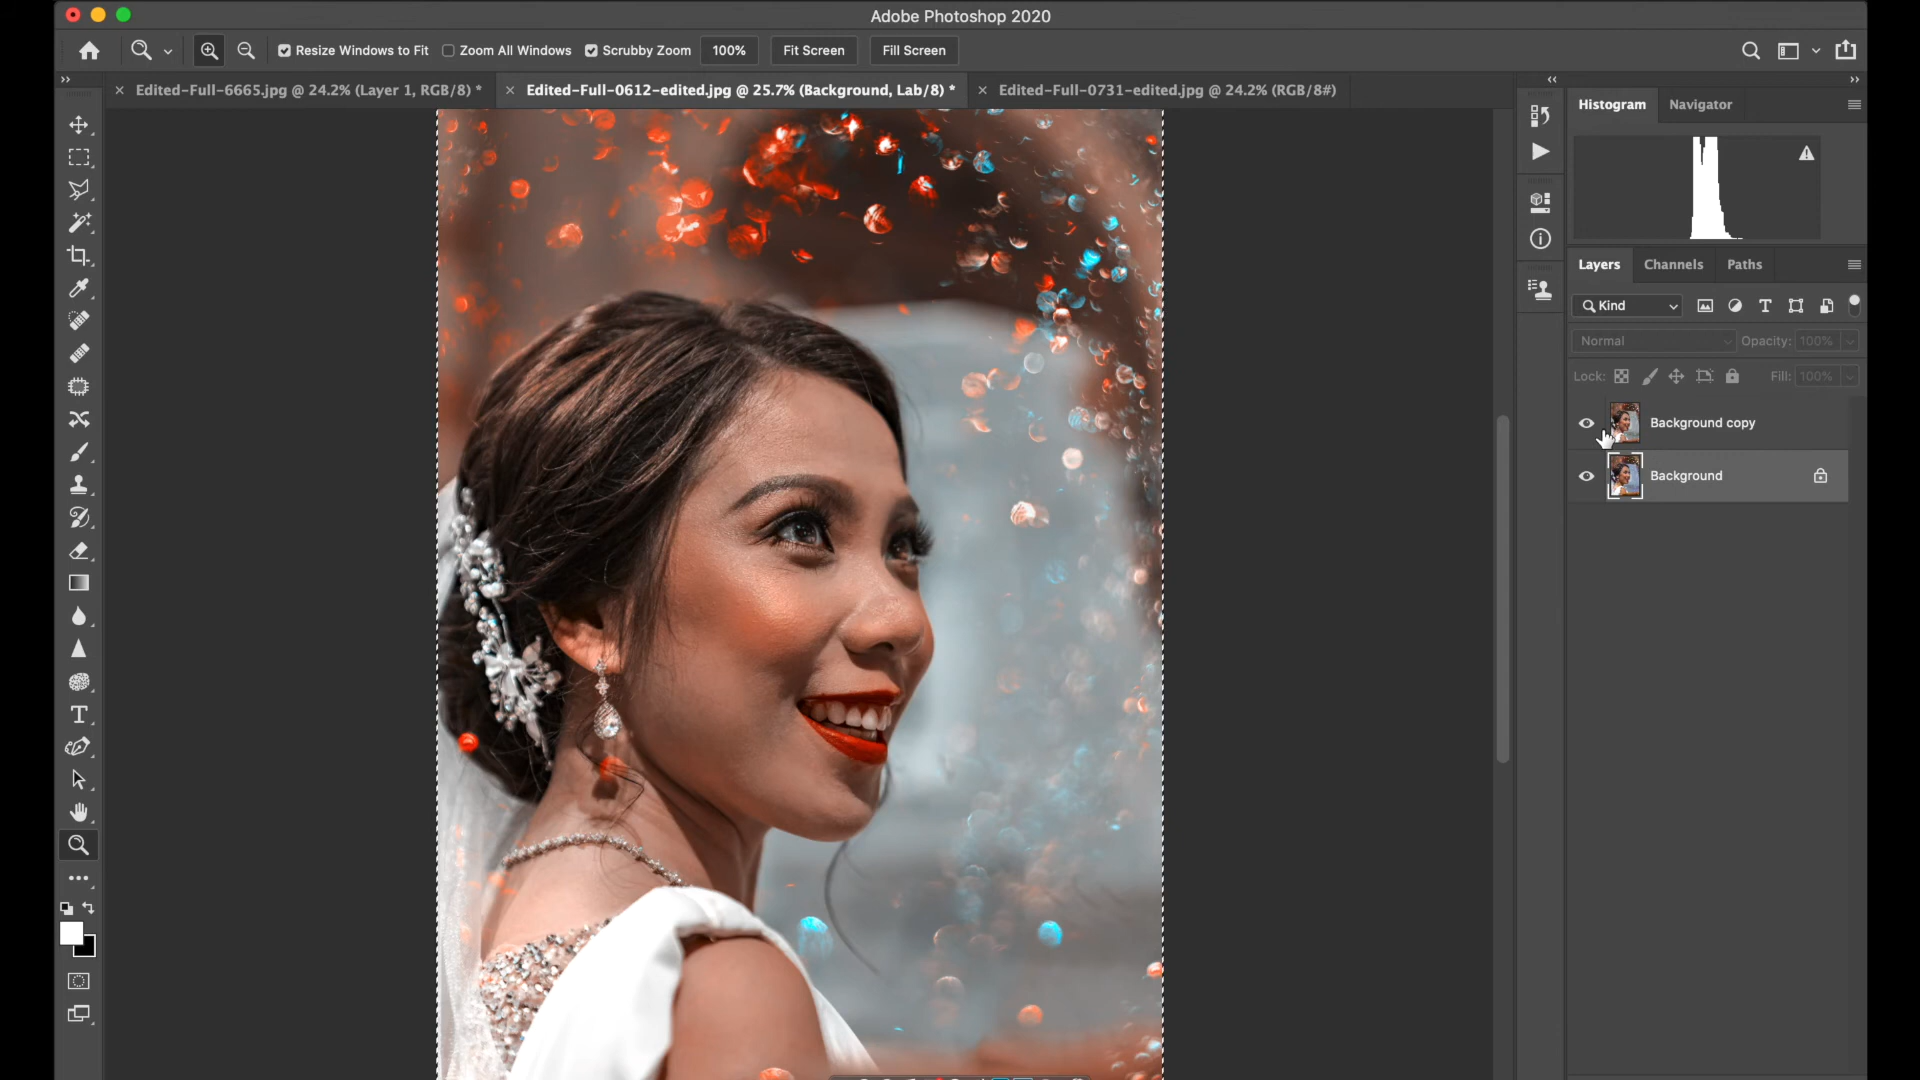 Adobe Photoshop 2020
Resize Windows to Fit Zoom All Windows Scrubby Zoom 100% Fit Screen Fill Screen
Edited-Full-6665.jpg @ 24.2% (Layer 1, RGB/8) * Edited-Full-0612-edited.jpg @ 25.7% (Background, Lab/8) * Edited-Full-0731-edited.jpg @ 24.2% (RGB/8#)
Histogram Navigator
Layers Channels Paths
Kind
Normal Opacity: 100%
Lock: Fill: 100%
Background copy
Background